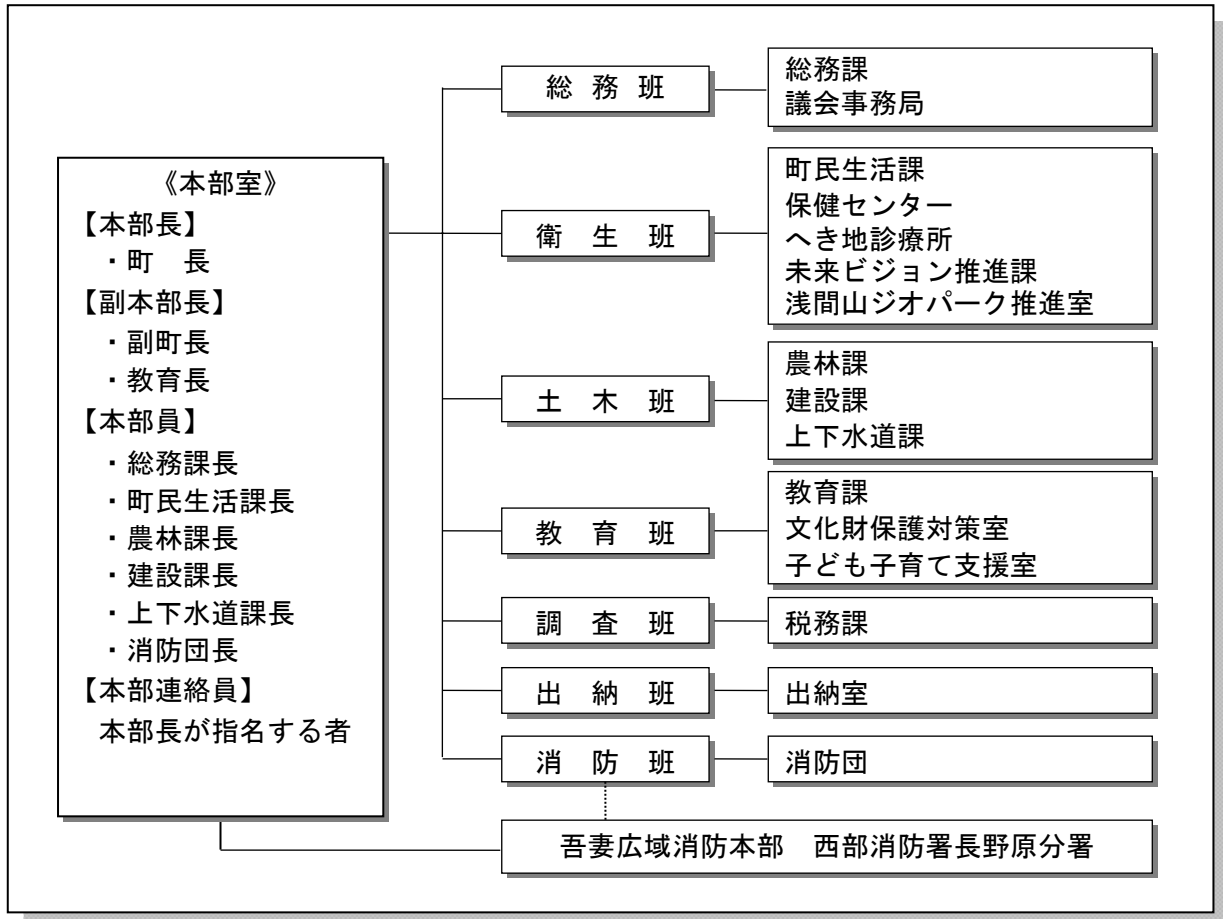 《本部室》
【本部長】
・町　長
【副本部長】
・副町長
・教育長
【本部員】
・総務課長
・町民生活課長
・農林課長
・建設課長
・上下水道課長
・消防団長
【本部連絡員】
本部長が指名する者
総　務　班
総務課
議会事務局
衛　生　班
町民生活課
保健センター
へき地診療所
未来ビジョン推進課
浅間山ジオパーク推進室
土　木　班
農林課
建設課
上下水道課
教　育　班
教育課
文化財保護対策室
子ども子育て支援室
調　査　班
税務課
出　納　班
出納室
消　防　班
消防団
吾妻広域消防本部　西部消防署長野原分署